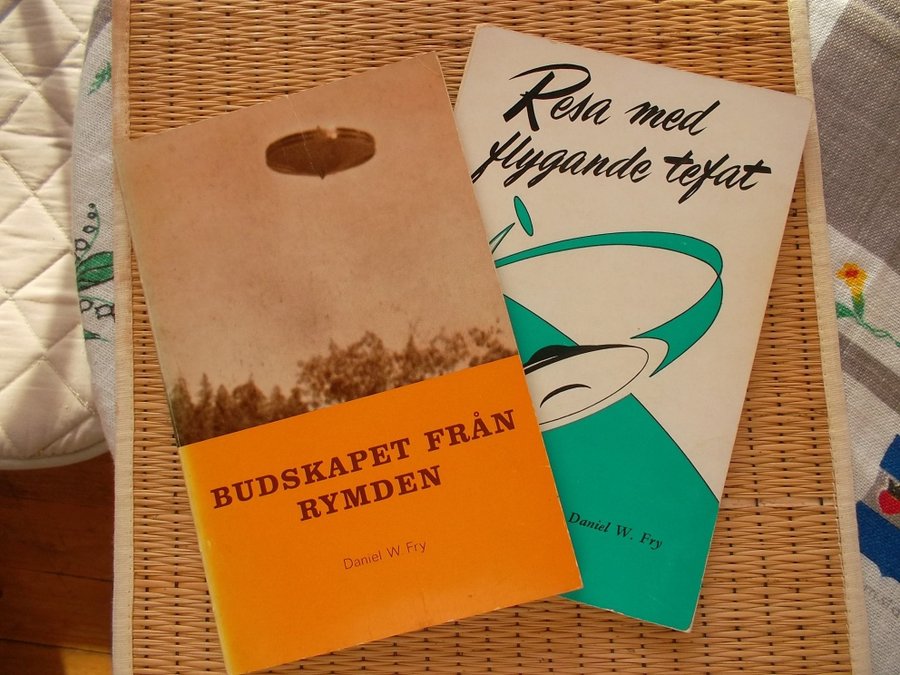 BUDSKAPET FRÅN
RYMDEN
Daniel W. Fry
Resa med
flygande tefat
Daniel W. Fry